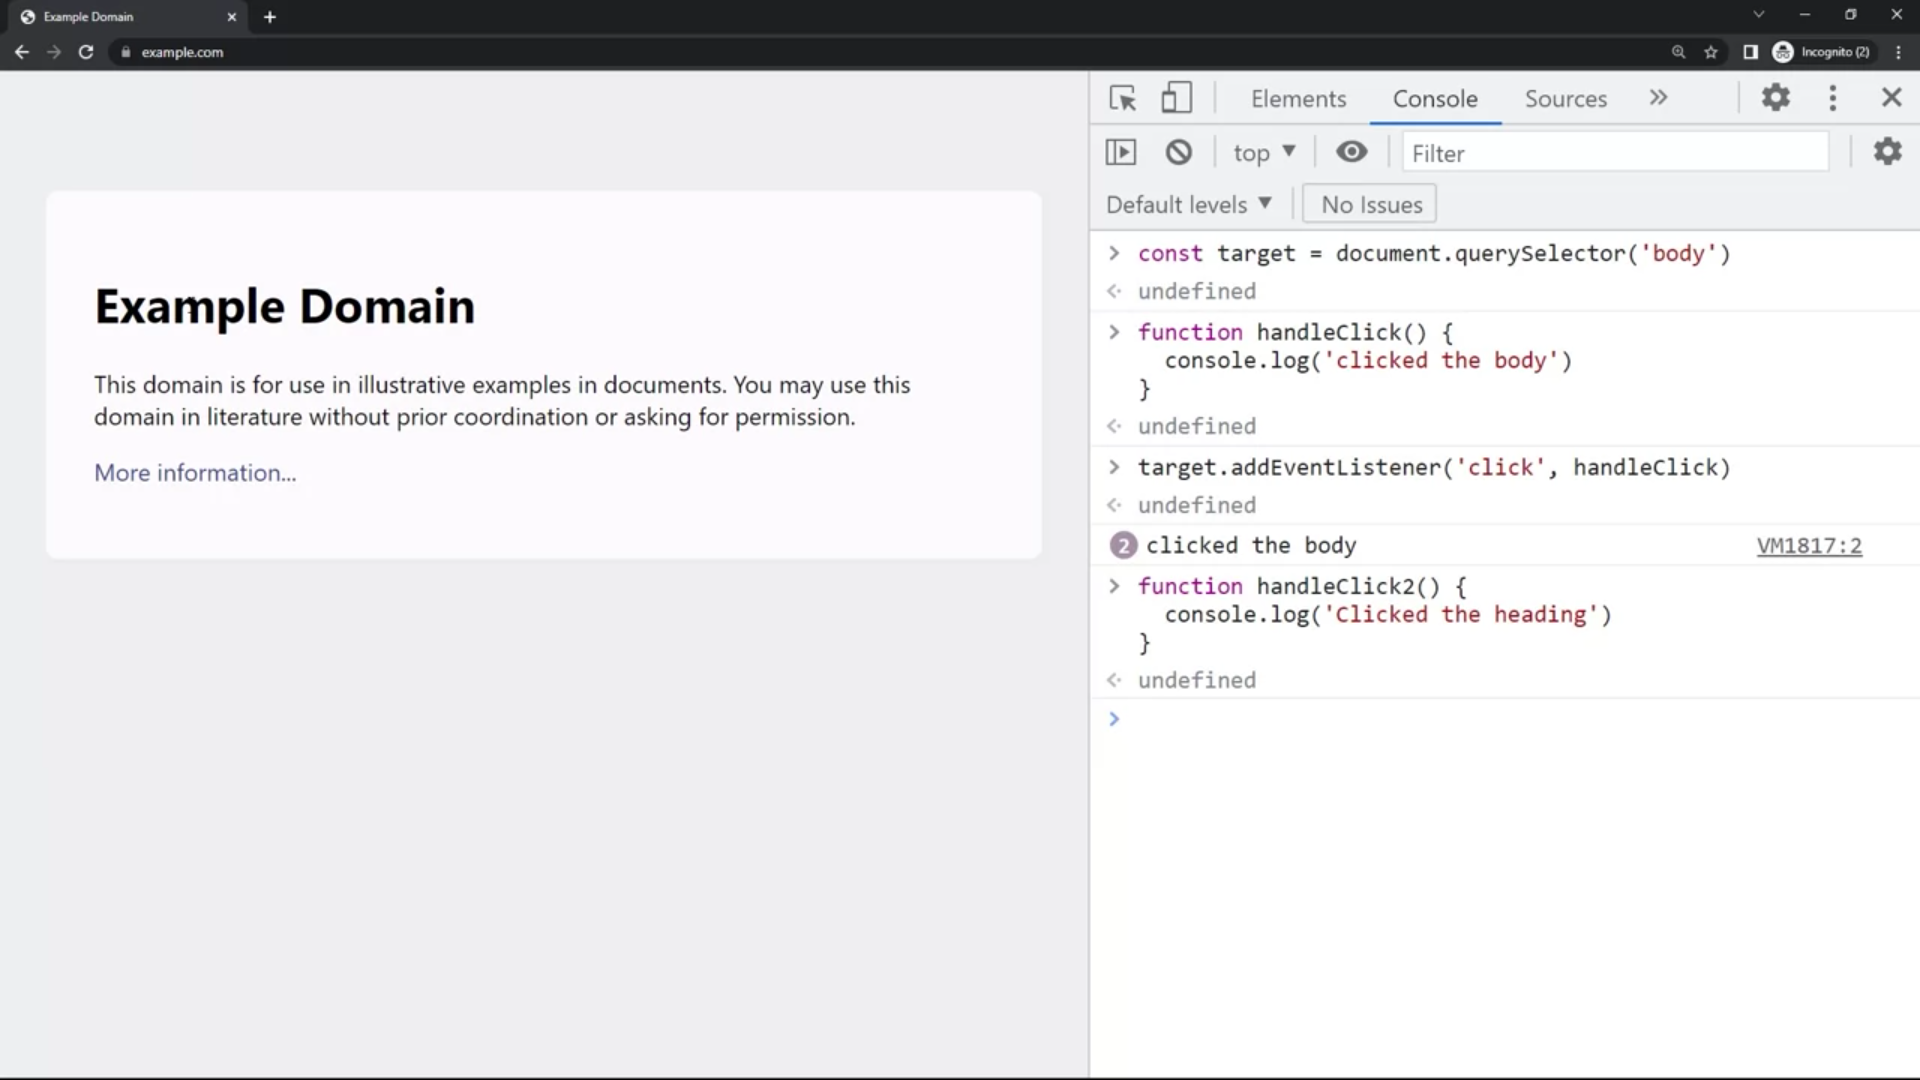 Example Domain
example.com
Incognito (2)
Elements
Console
Sources
top
Filter
Default levels
No Issues
Example Domain
This domain is for use in illustrative examples in documents. You may use this
domain in literature without prior coordination or asking for permission.
More information...
const target = document.querySelector('body')
undefined
function handleClick() {
console.log('clicked the body')
}
undefined
target.addEventListener('click', handleClick)
undefined
2 clicked the body VM1817:2
function handleClick2() {
console.log('Clicked the heading')
}
undefined